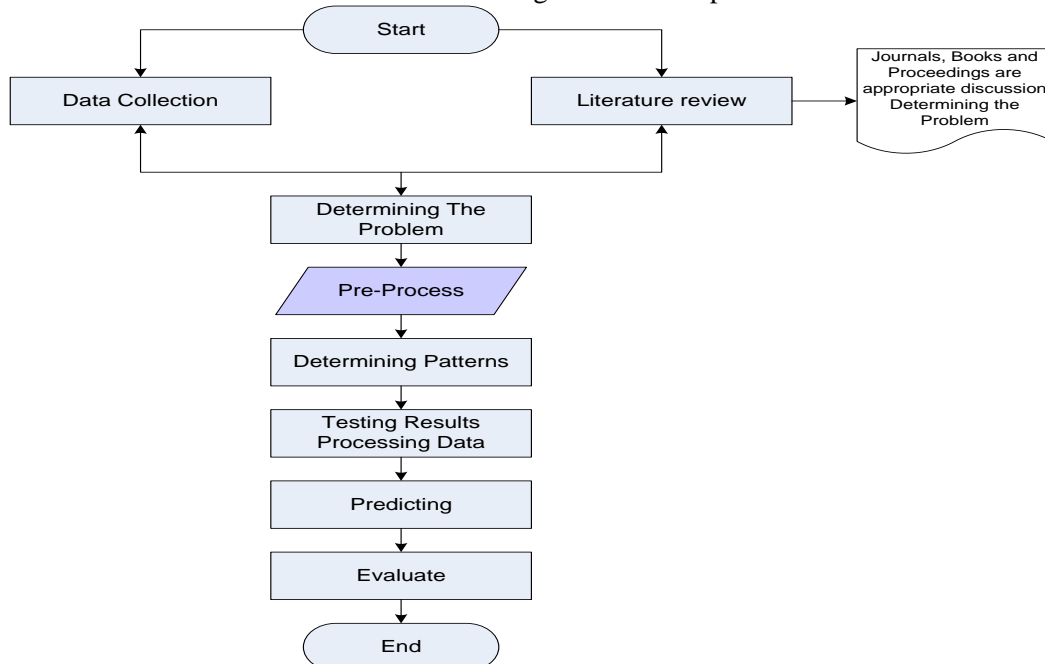 Start
Data Collection
Literature review
Journals, Books and
Proceedings are
appropriate discussion
Determining the
Problem
Determining The
Problem
Pre-Process
Determining Patterns
Testing Results
Processing Data
Predicting
Evaluate
End